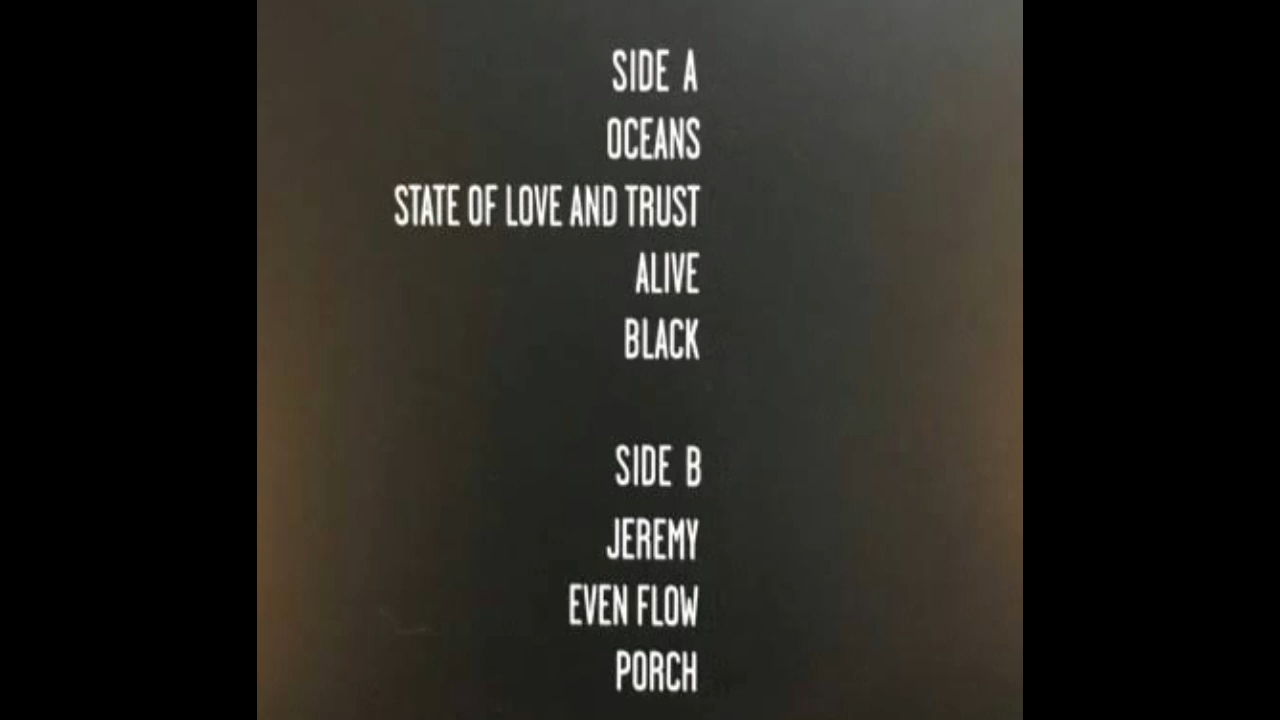 SIDE A
OCEANS
STATE OF LOVE AND TRUST
ALIVE
BLACK
SIDE B
JEREMY
EVEN FLOW
PORCH